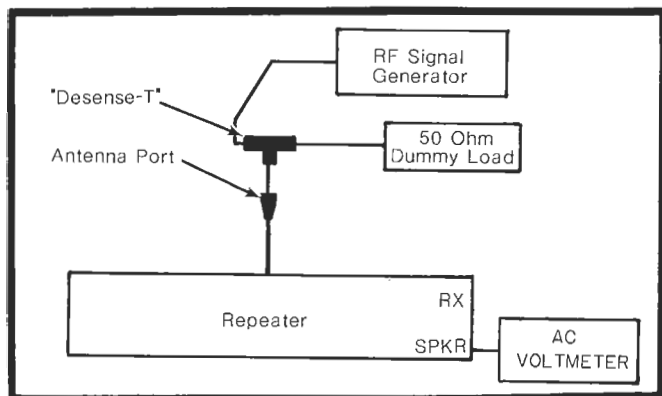 RF Signal
Generator
"Desense-T"
50 Ohm
Dummy Load
Antenna Port
RX
Repeater
SPKR
AC
VOLTMETER